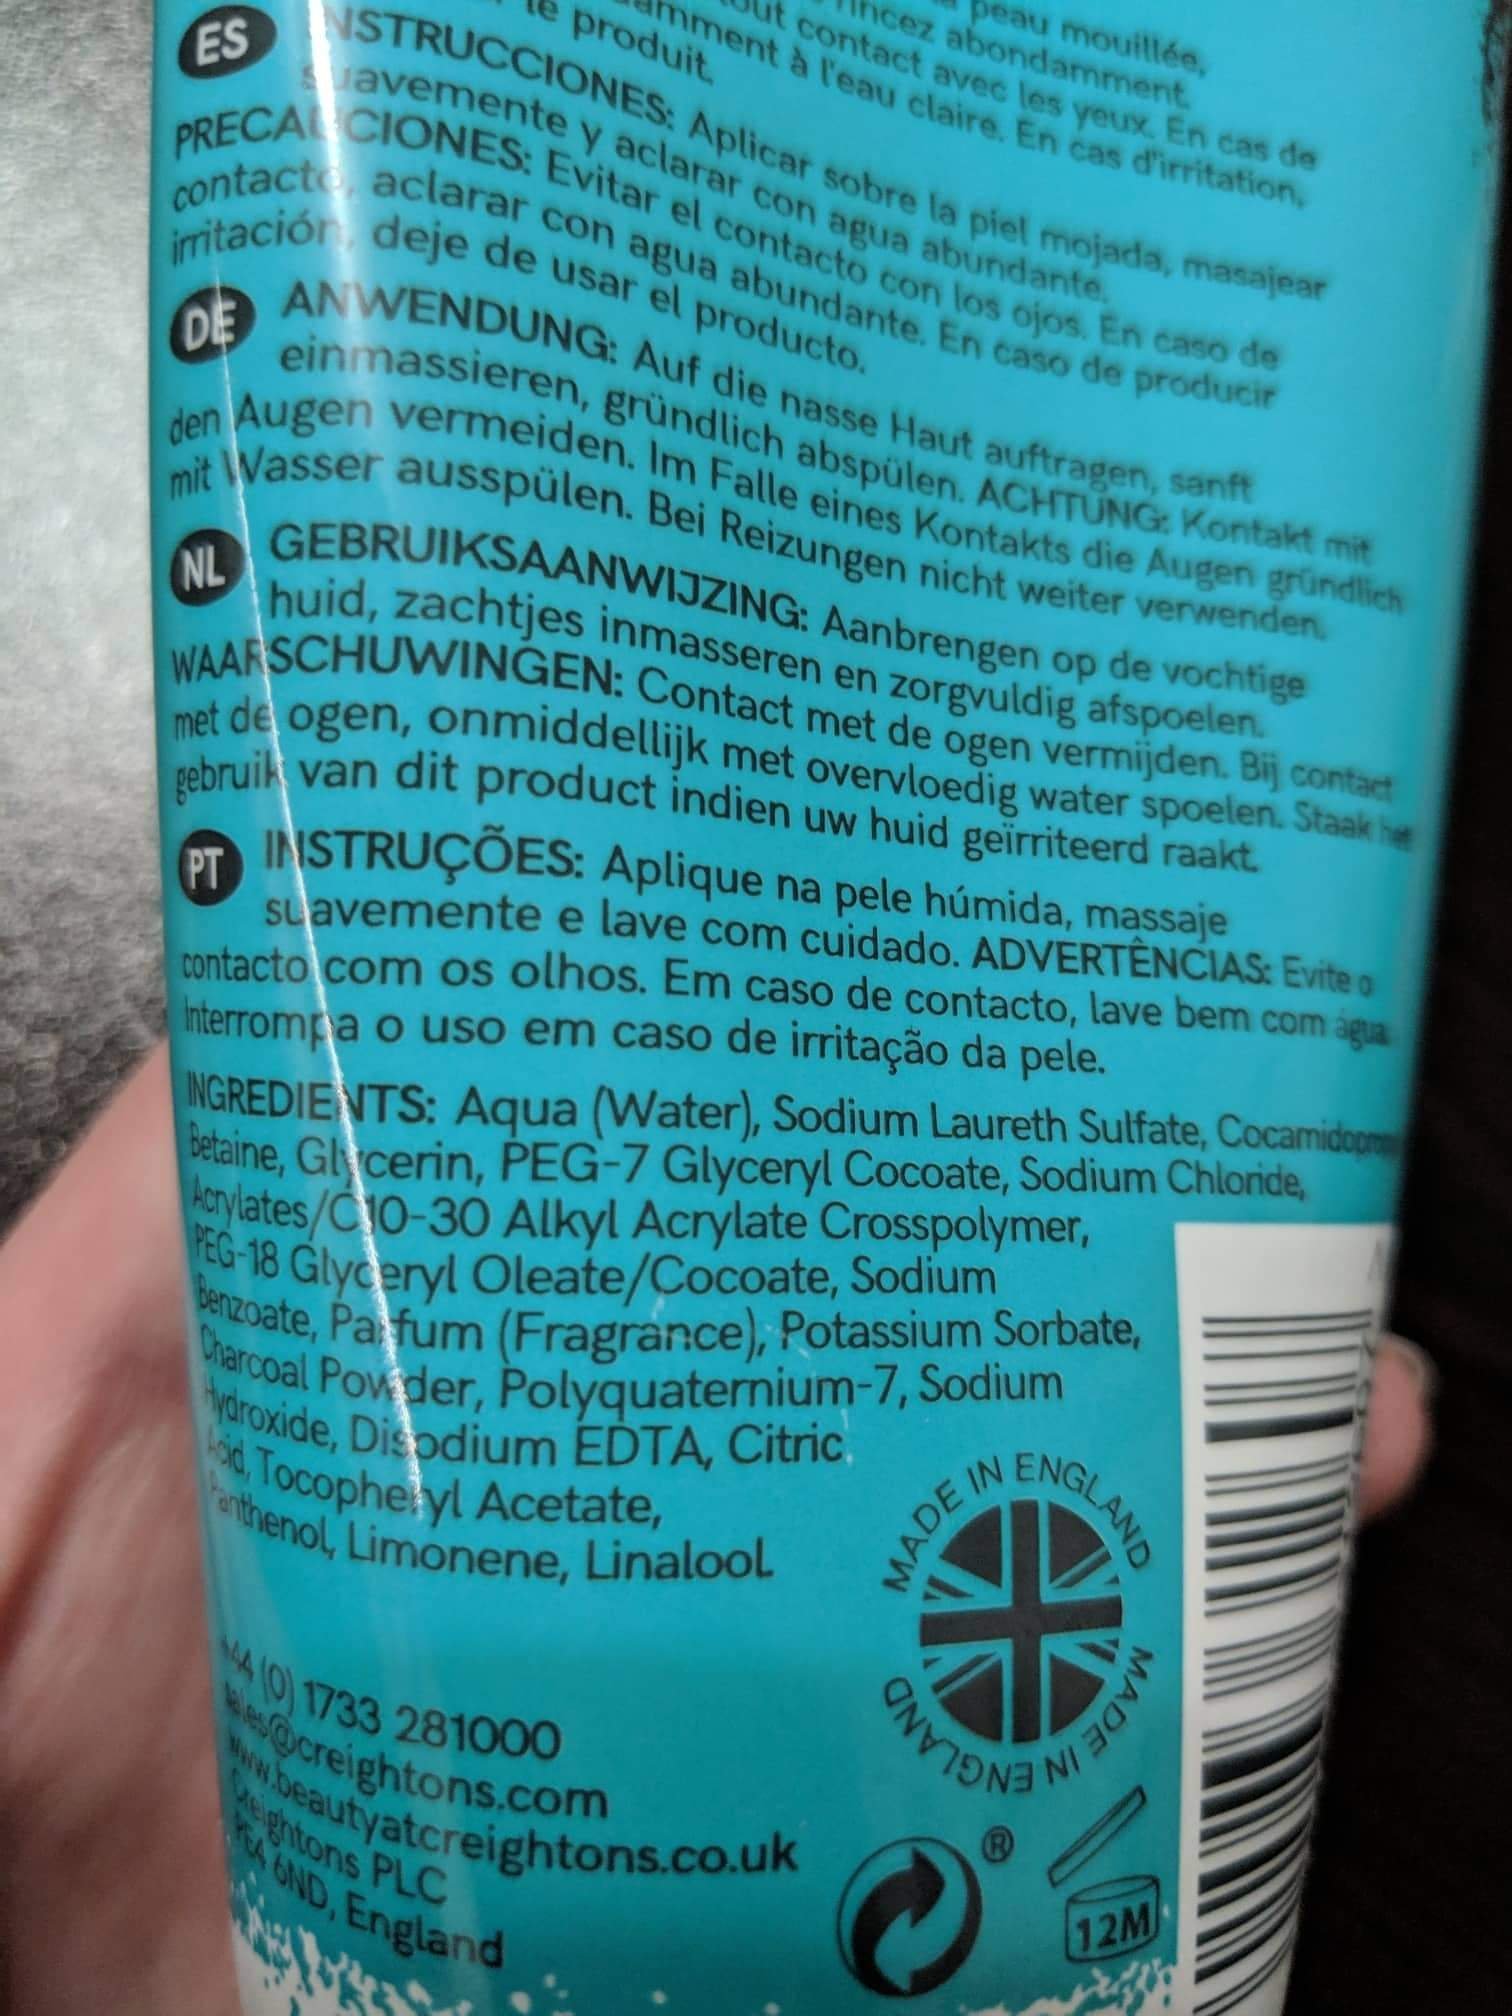 peau mouillée,
rincez abondamment.
out contact avec les yeux. En cas de
amment à l'eau claire. En cas d'irritation,
le produit.
ES
INSTRUCCIONES: Aplicar sobre la piel mojada, masajear
suavemente y aclarar con agua abundante.
PRECAUCIONES: Evitar el contacto con los ojos. En caso de
contacto, aclarar con agua abundante. En caso de producir
irritación, deje de usar el producto.
DE
ANWENDUNG: Auf die nasse Haut auftragen, sanft
einmassieren, gründlich abspülen. ACHTUNG: Kontakt mit
den Augen vermeiden. Im Falle eines Kontakts die Augen gründlich
mit Wasser ausspülen. Bei Reizungen nicht weiter verwenden.
NL
GEBRUIKSAANWIJZING: Aanbrengen op de vochtige
huid, zachtjes inmasseren en zorgvuldig afspoelen.
WAARSCHUWINGEN: Contact met de ogen vermijden. Bij contact
met de ogen, onmiddellijk met overvloedig water spoelen. Staak het
gebruik van dit product indien uw huid geïrriteerd raakt.
PT
INSTRUÇÕES: Aplique na pele húmida, massaje
suavemente e lave com cuidado. ADVERTÊNCIAS: Evite o
contacto com os olhos. Em caso de contacto, lave bem com água.
Interrompa o uso em caso de irritação da pele.
INGREDIENTS: Aqua (Water), Sodium Laureth Sulfate, Cocamidopropyl
Betaine, Glycerin, PEG-7 Glyceryl Cocoate, Sodium Chloride,
Acrylates/C10-30 Alkyl Acrylate Crosspolymer,
PEG-18 Glyceryl Oleate/Cocoate, Sodium
Benzoate, Parfum (Fragrance), Potassium Sorbate,
Charcoal Powder, Polyquaternium-7, Sodium
Hydroxide, Disodium EDTA, Citric
Acid, Tocopheryl Acetate,
Panthenol, Limonene, Linalool.
MADE IN ENGLAND
MADE IN ENGLAND
+44 (0) 1733 281000
sales@creightons.com
www.beautyatcreightons.co.uk
Creightons PLC
PE4 6ND, England
®
12M